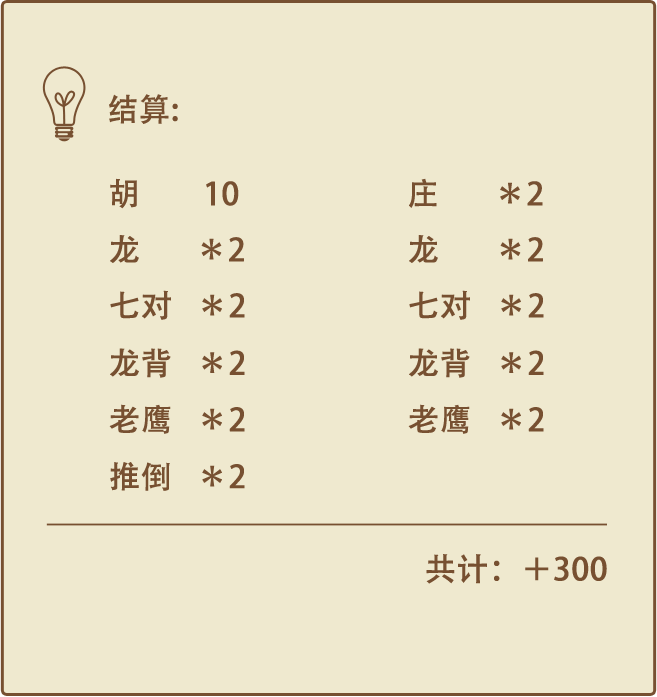 结算:
胡 10 庄 *2
龙 *2 龙 *2
七对 *2 七对 *2
龙背 *2 龙背 *2
老鹰 *2 老鹰 *2
推倒 *2
共计：+300